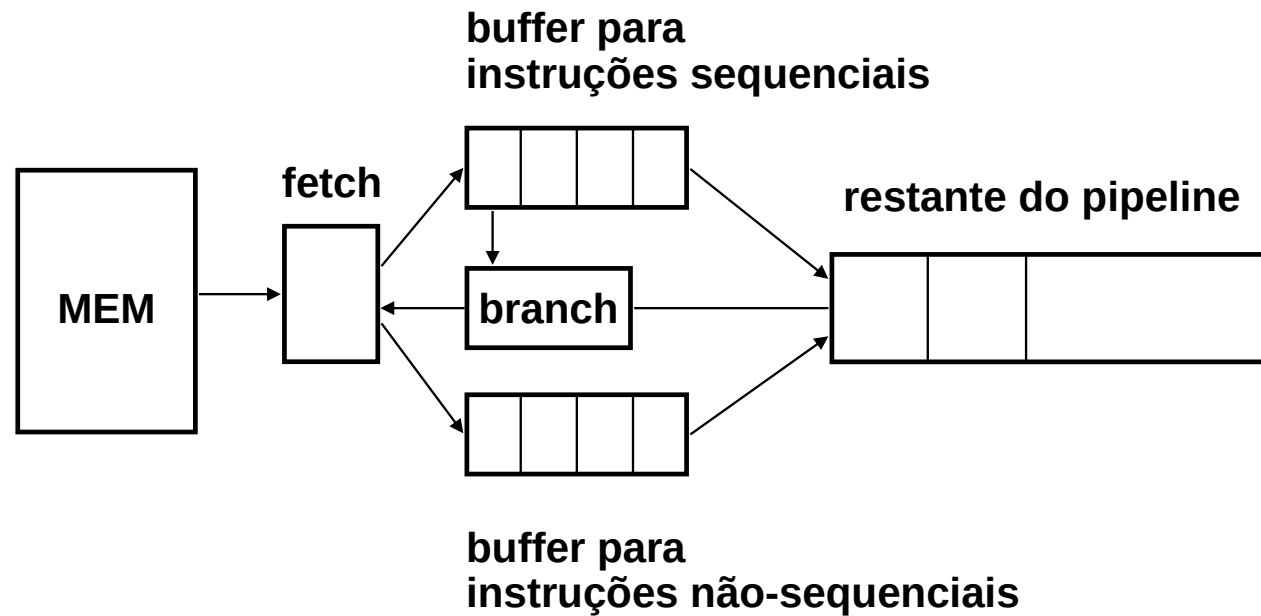 buffer para
instruções sequenciais
fetch
restante do pipeline
MEM
branch
buffer para
instruções não-sequenciais